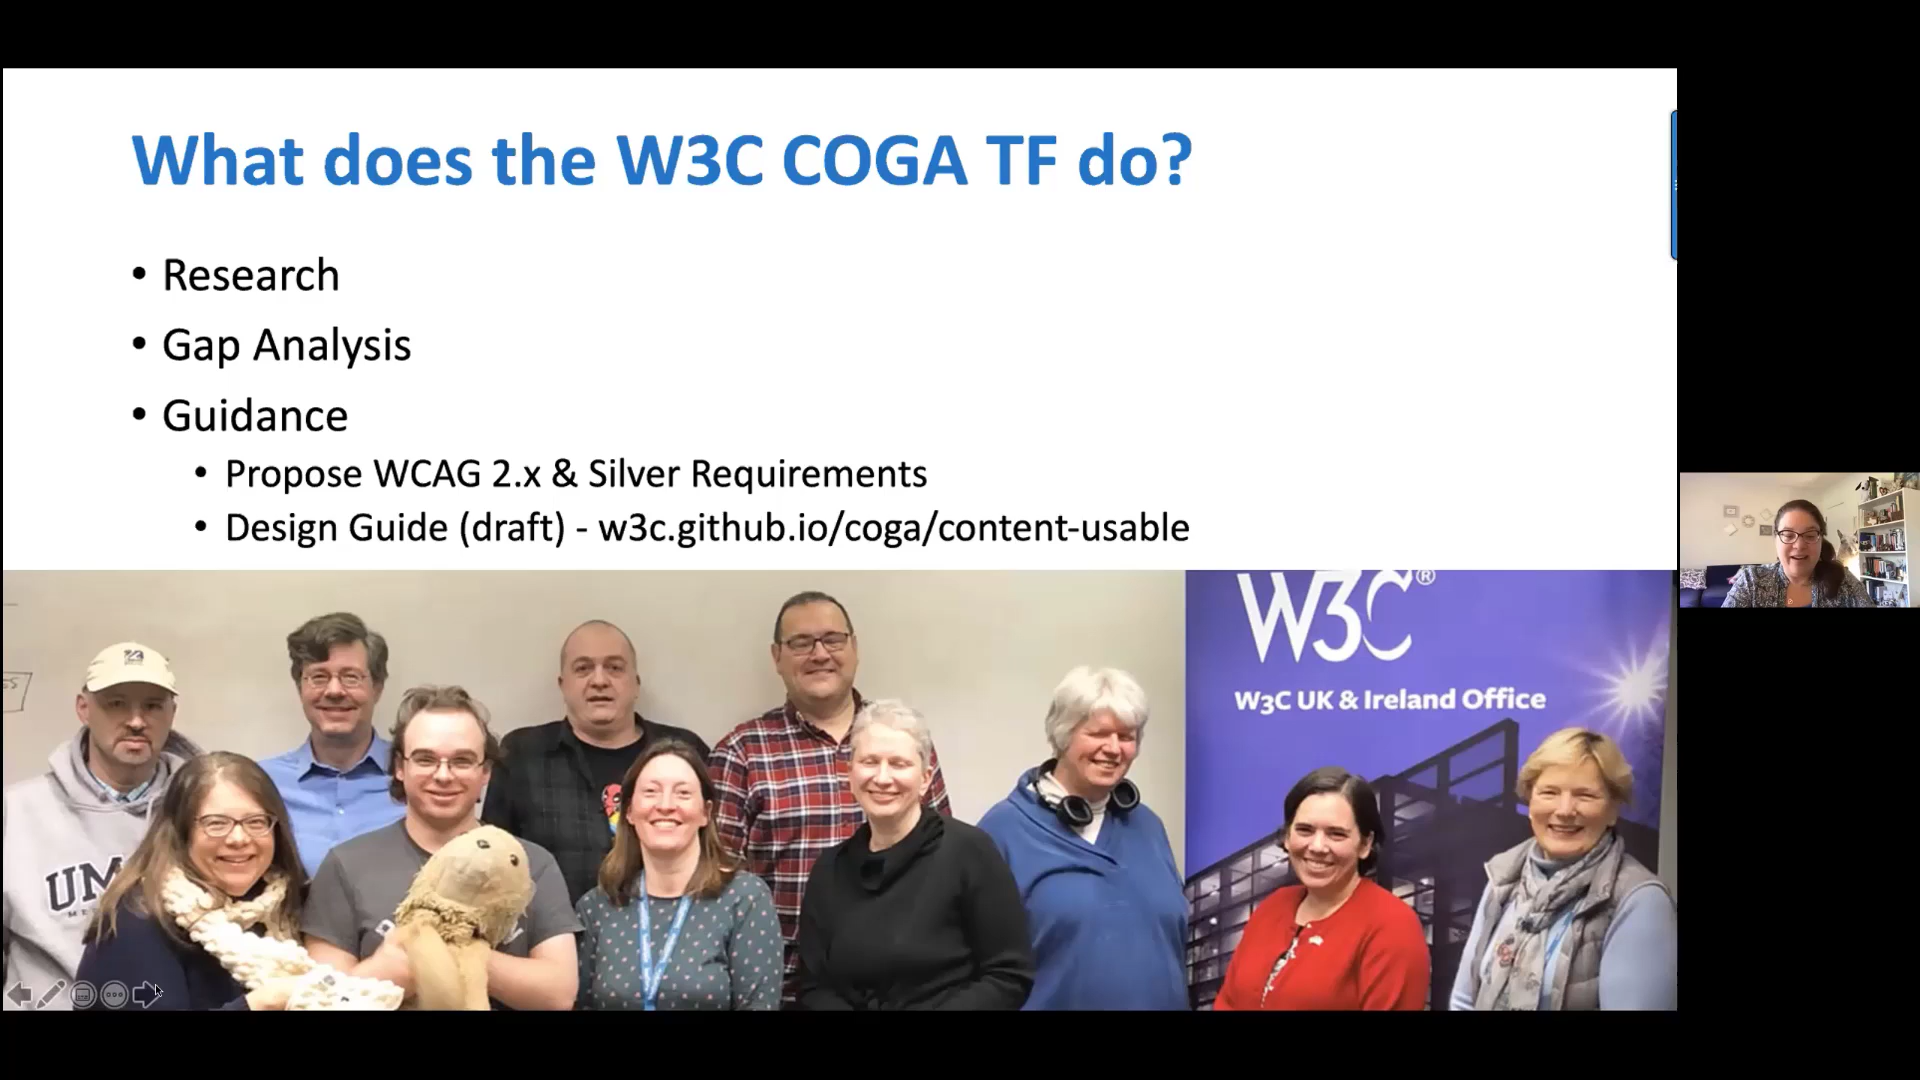 What does the W3C COGA TF do?
• Research
• Gap Analysis
• Guidance
• Propose WCAG 2.x & Silver Requirements
• Design Guide (draft) - w3c.github.io/coga/content-usable
W3C®
W3C UK & Ireland Office
UM